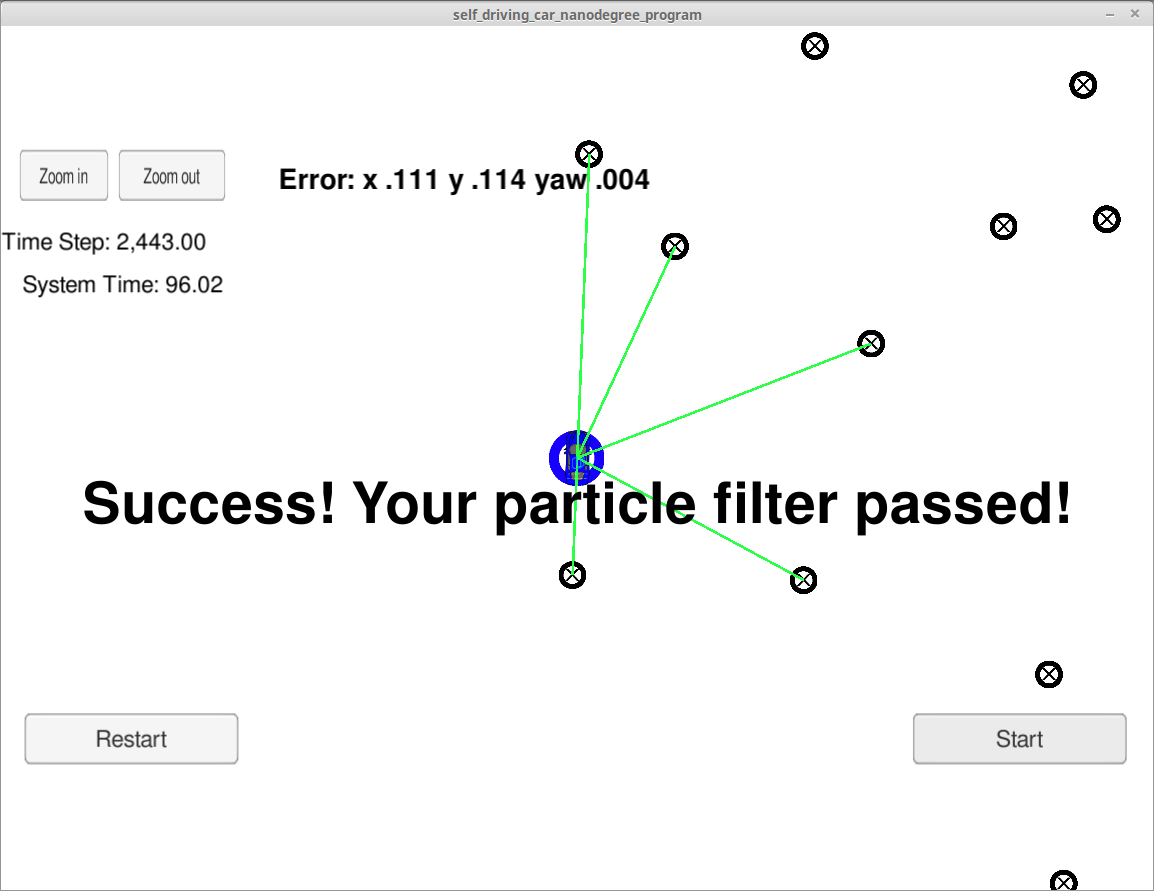 self_driving_car_nanodegree_program
Zoom in
Zoom out
Error: x .111 y .114 yaw .004
Time Step: 2,443.00
System Time: 96.02
Success! Your particle filter passed!
Restart
Start